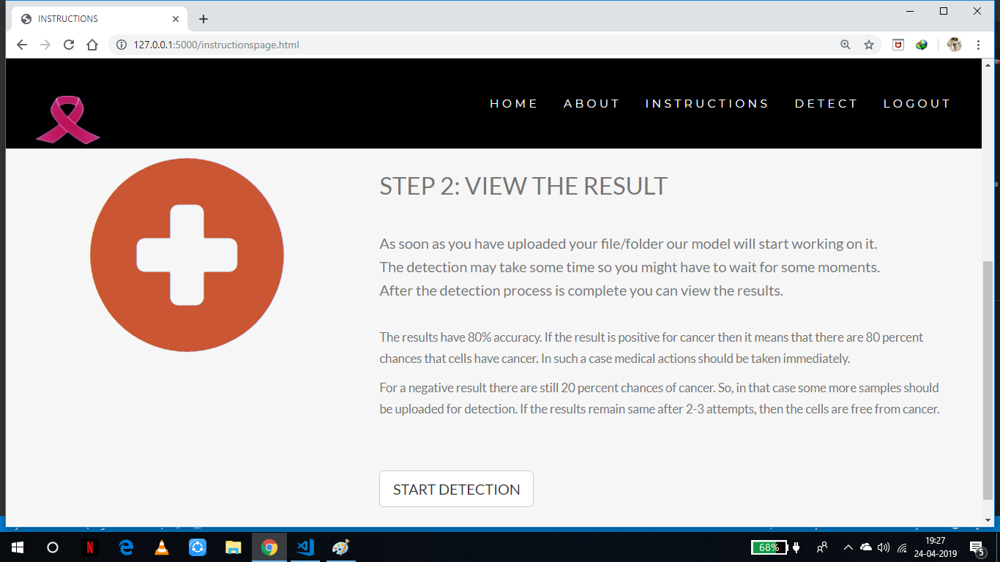 INSTRUCTIONS
127.0.0.1:5000/instructionspage.html
HOME ABOUT INSTRUCTIONS DETECT LOGOUT
STEP 2: VIEW THE RESULT
As soon as you have uploaded your file/folder our model will start working on it.
The detection may take some time so you might have to wait for some moments.
After the detection process is complete you can view the results.
The results have 80% accuracy. If the result is positive for cancer then it means that there are 80 percent
chances that cells have cancer. In such a case medical actions should be taken immediately.
For a negative result there are still 20 percent chances of cancer. So, in that case some more samples should
be uploaded for detection. If the results remain same after 2-3 attempts, then the cells are free from cancer.
START DETECTION
68%
19:27
24-04-2019
5